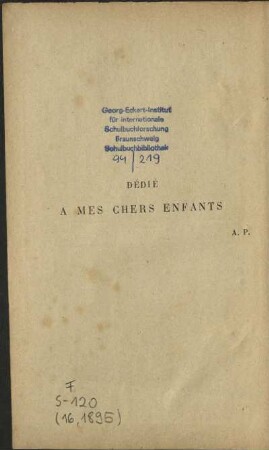 Georg-Eckert-Institut
für internationale
Schulbuchforschung
Braunschweig
Schulbuchbibliothek
94/219
DÉDIÉ
A MES CHERS ENFANTS
A. P.
F
S-120
(16,1895)